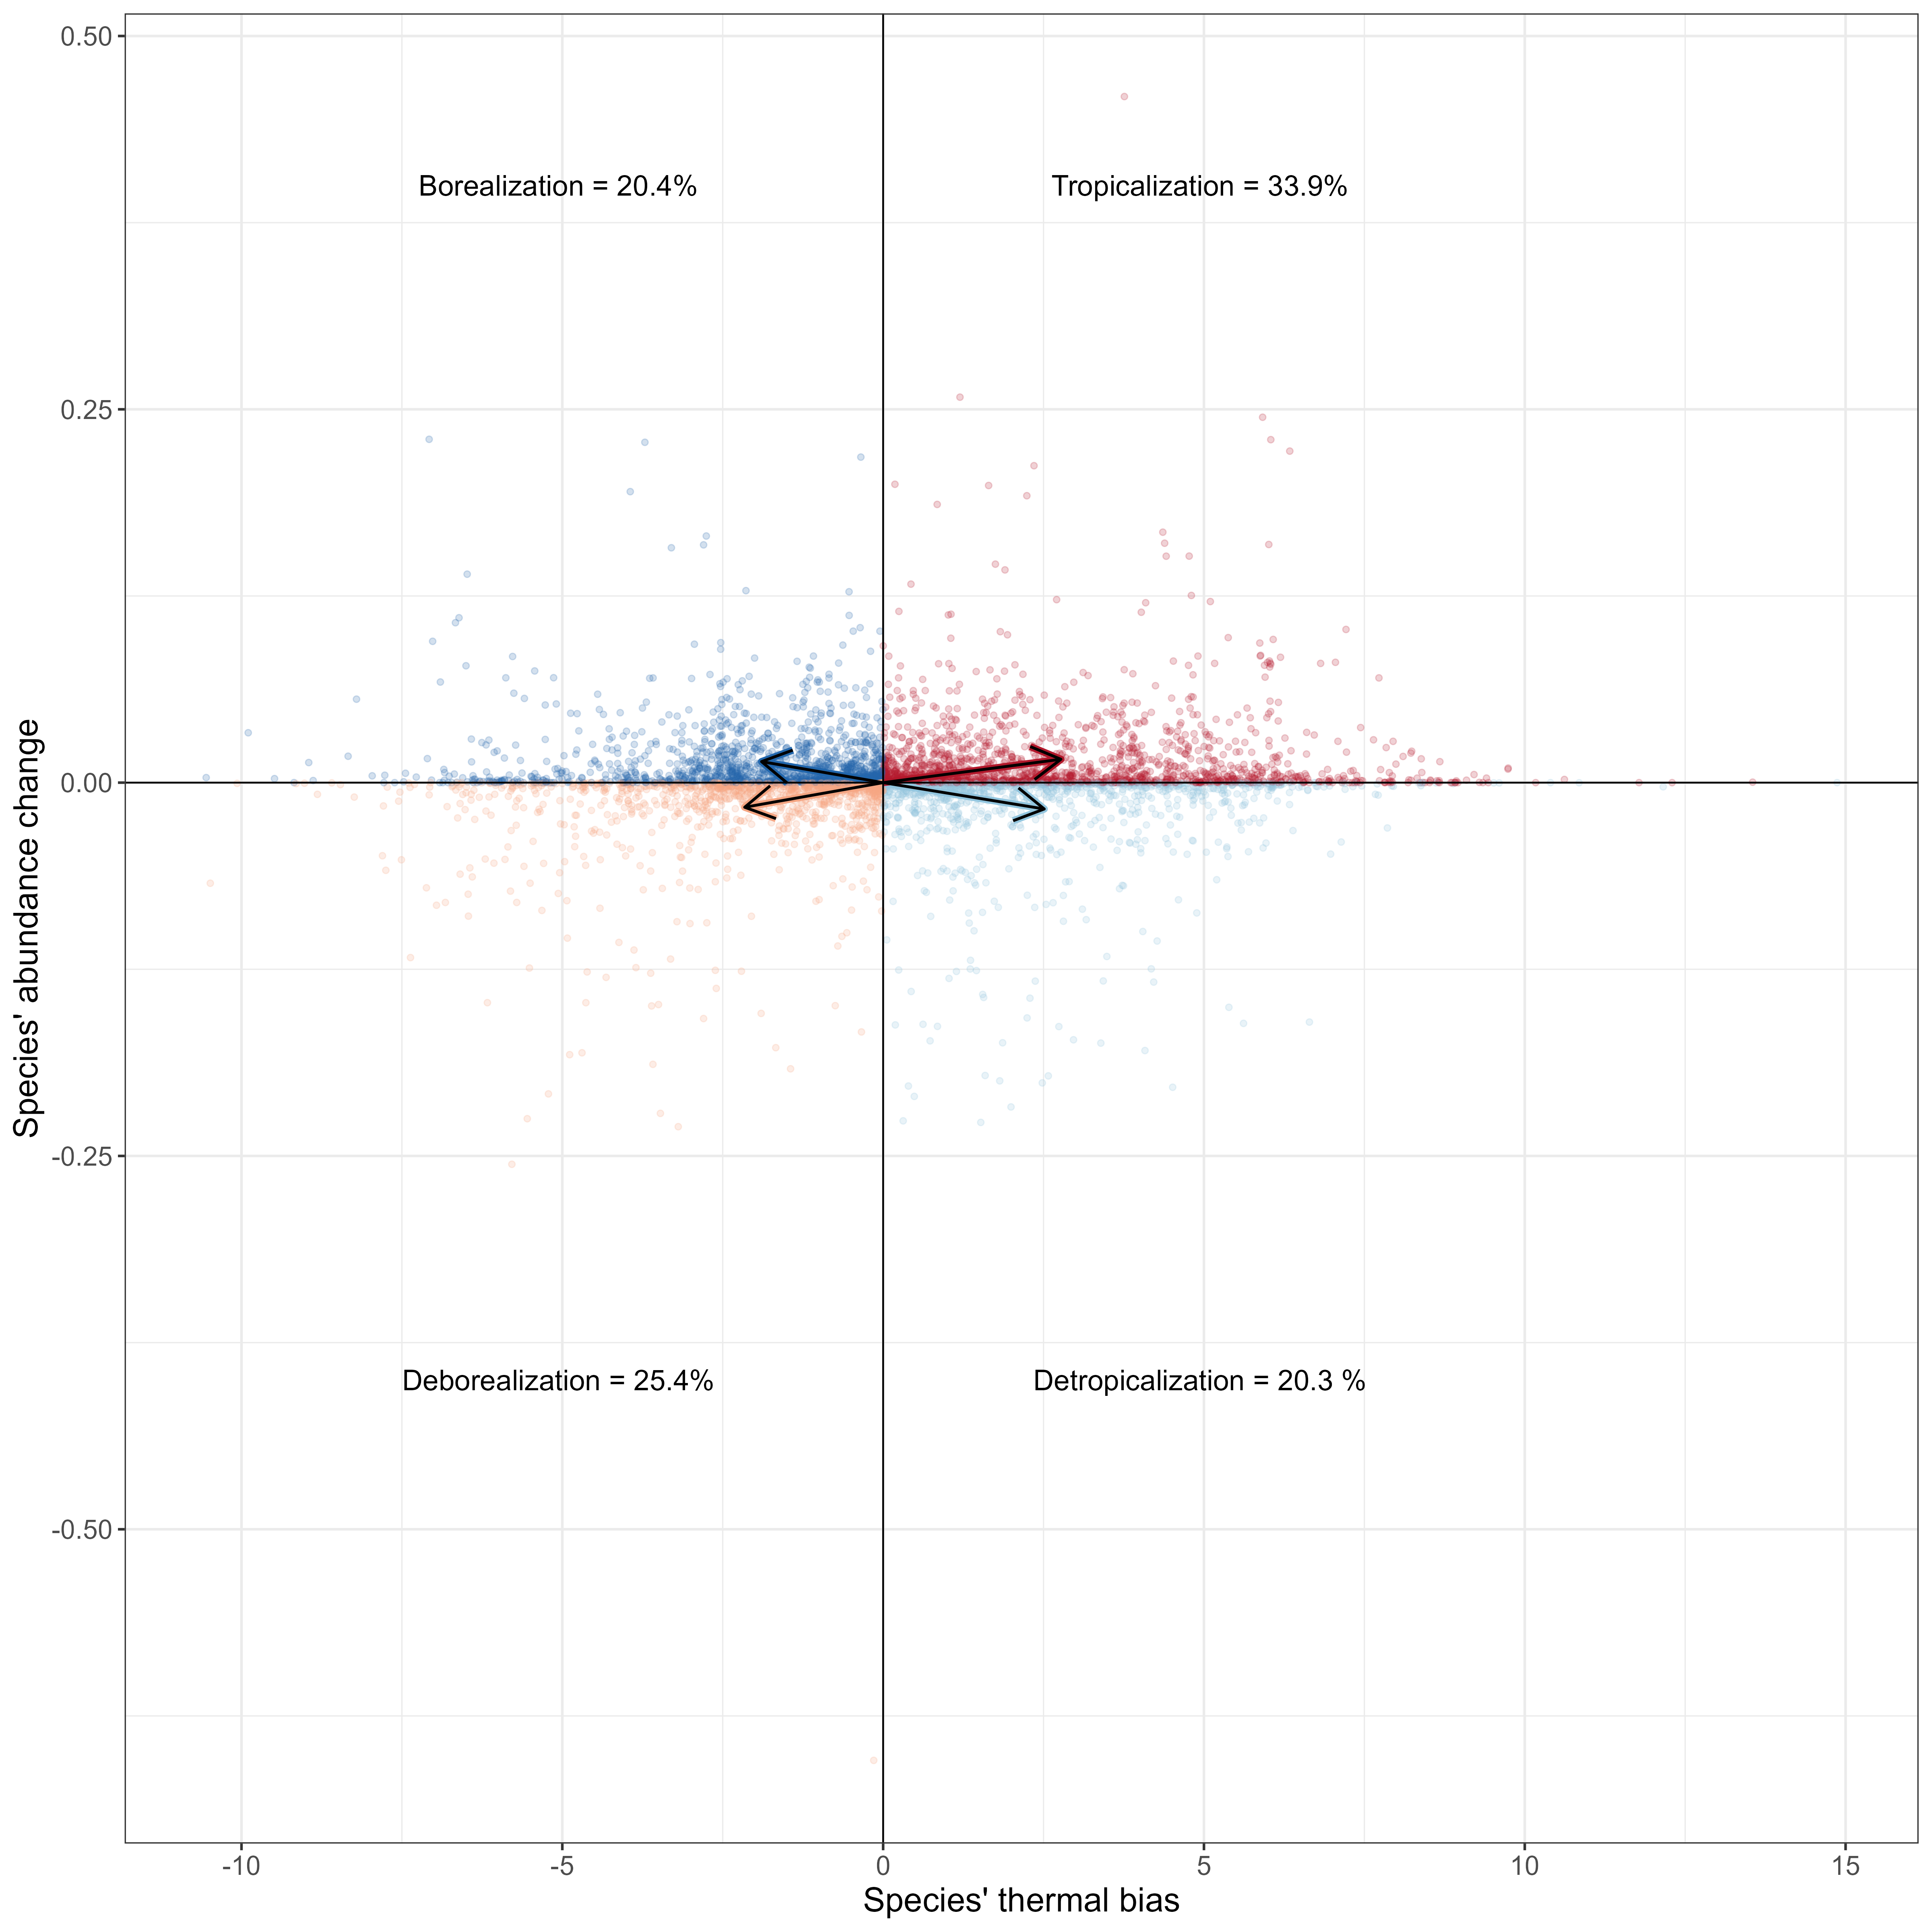 0.50
Borealization = 20.4%
Tropicalization = 33.9%
0.25
0.00
Species' abundance change
-0.25
Deborealization = 25.4%
Detropicalization = 20.3 %
-0.50
-10
-5
0
5
10
15
Species' thermal bias